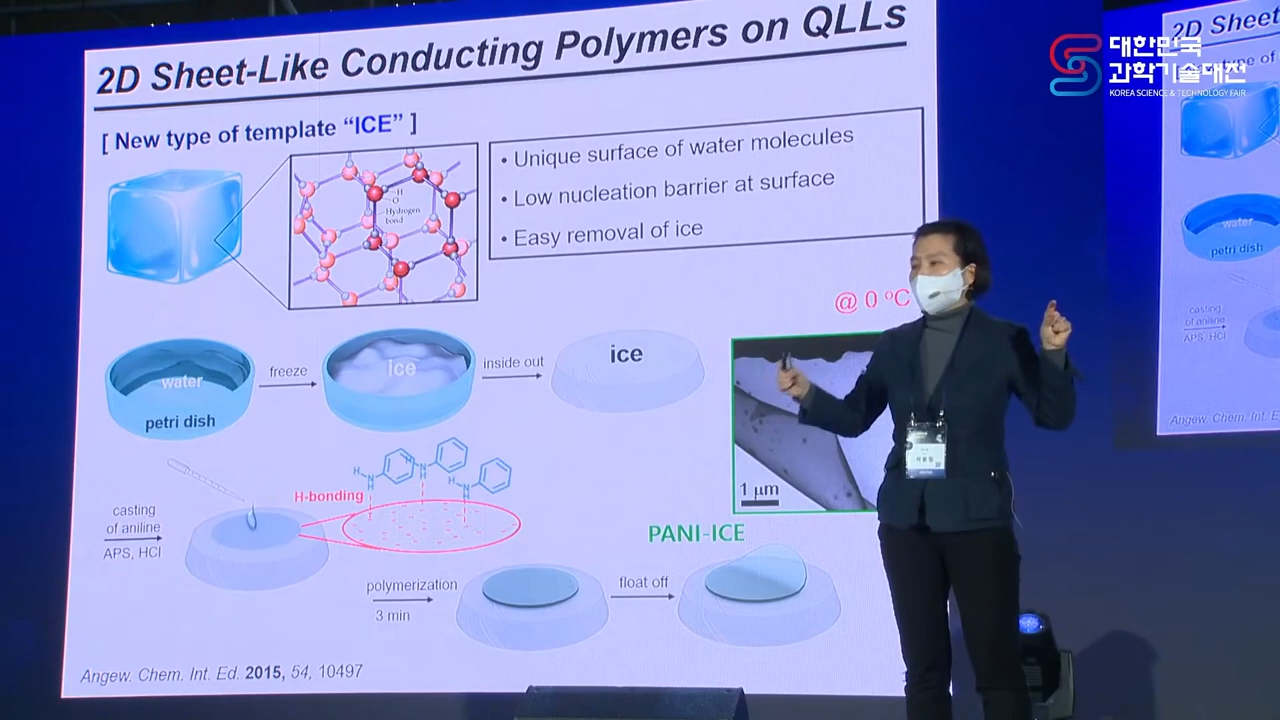 2D Sheet-Like Conducting Polymers on QLLs
대한민국
과학기술대전
KOREA SCIENCE & TECHNOLOGY FAIR
[ New type of template “ICE” ]
H
O
Hydrogen
bond
• Unique surface of water molecules
• Low nucleation barrier at surface
• Easy removal of ice
@ 0 °C
water
petri dish
freeze
Ice
inside out
ice
1 μm
casting
of aniline
APS, HCl
H-bonding
H
N
H
N
H
N
PANI-ICE
polymerization
3 min
float off
Angew. Chem. Int. Ed. 2015, 54, 10497
2D Sheet
type of
water
petri dish
casting
of aniline
APS, HCl
Angew. Chem. Int. E